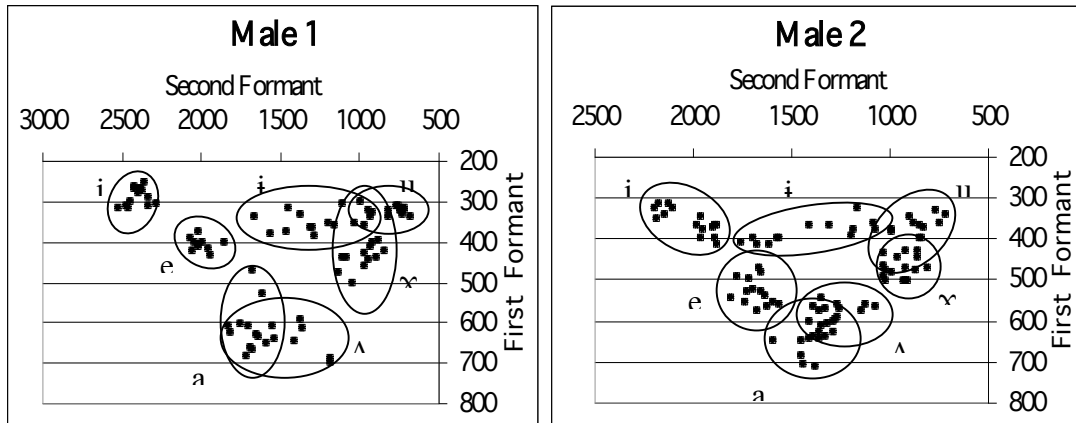 Male 1
Second Formant
3000 2500 2000 1500 1000 500
200
300
400
500
600
700
800
First Formant
i
ɨ
u
e
ɤ
a
ʌ
Male 2
Second Formant
2500 2000 1500 1000 500
200
300
400
500
600
700
800
First Formant
i
ɨ
u
e
ɤ
ʌ
a